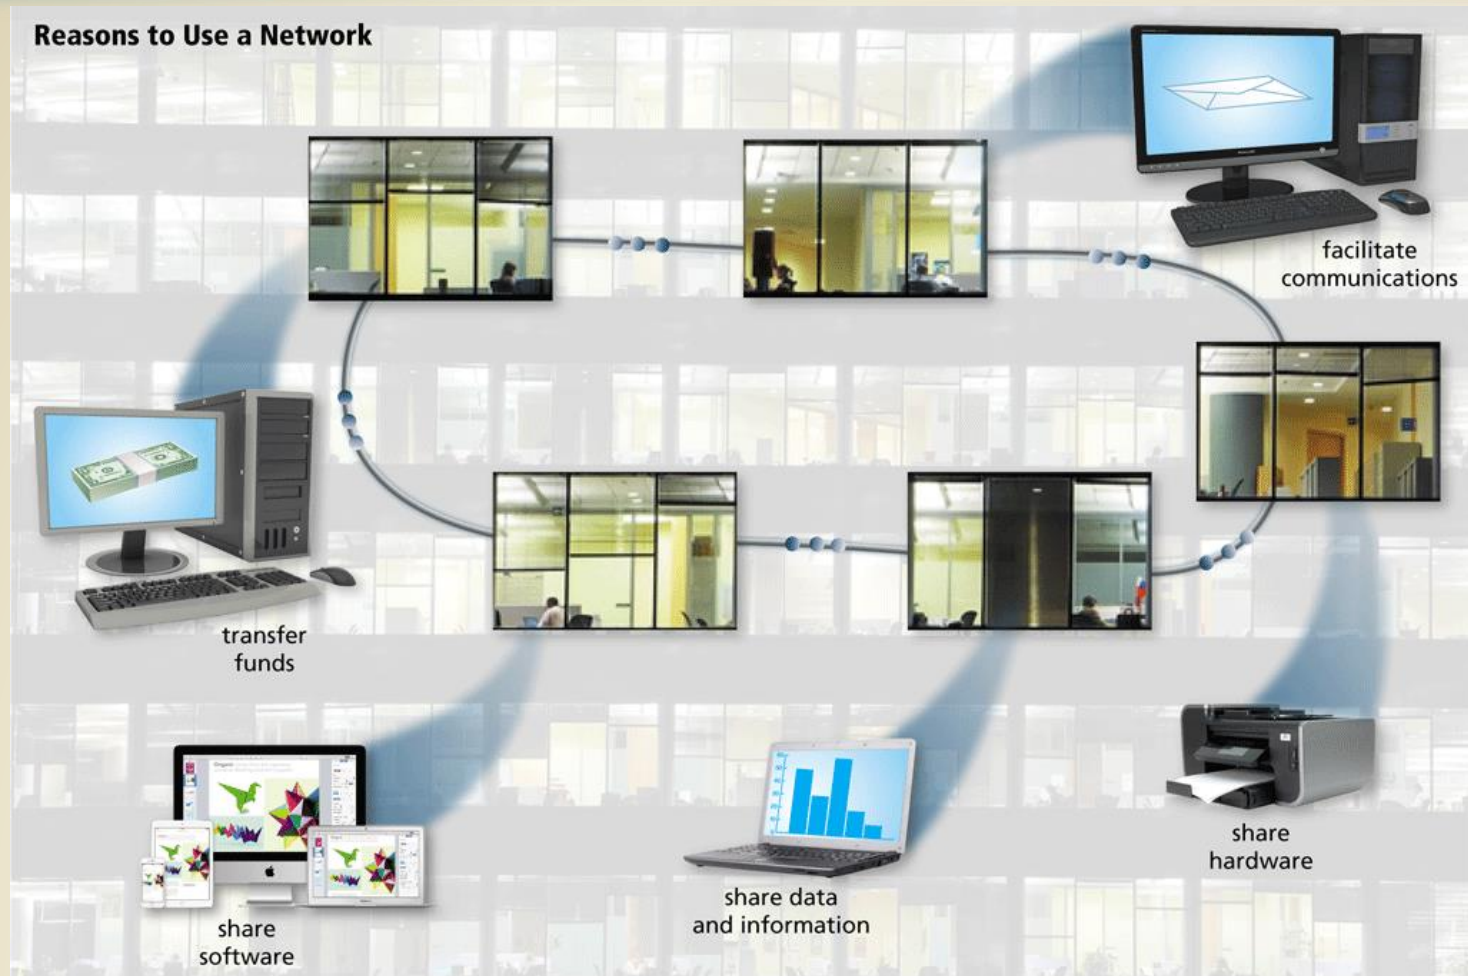 Reasons to Use a Network
facilitate
communications
transfer
funds
share
hardware
share data
and information
share
software